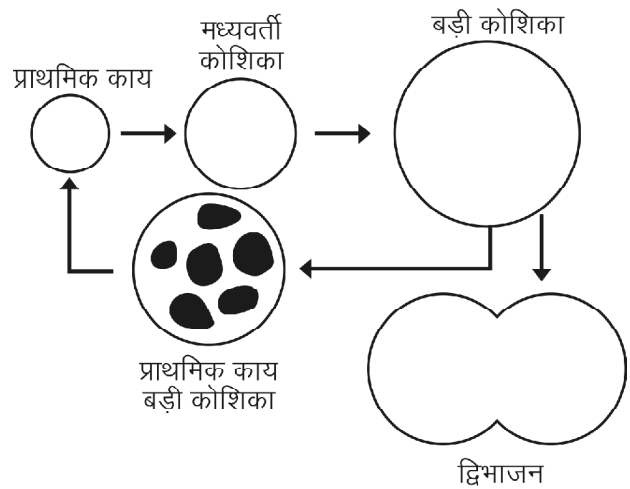 प्राथमिक काय
मध्यवर्ती
कोशिका
बड़ी कोशिका
प्राथमिक काय
बड़ी कोशिका
द्विभाजन